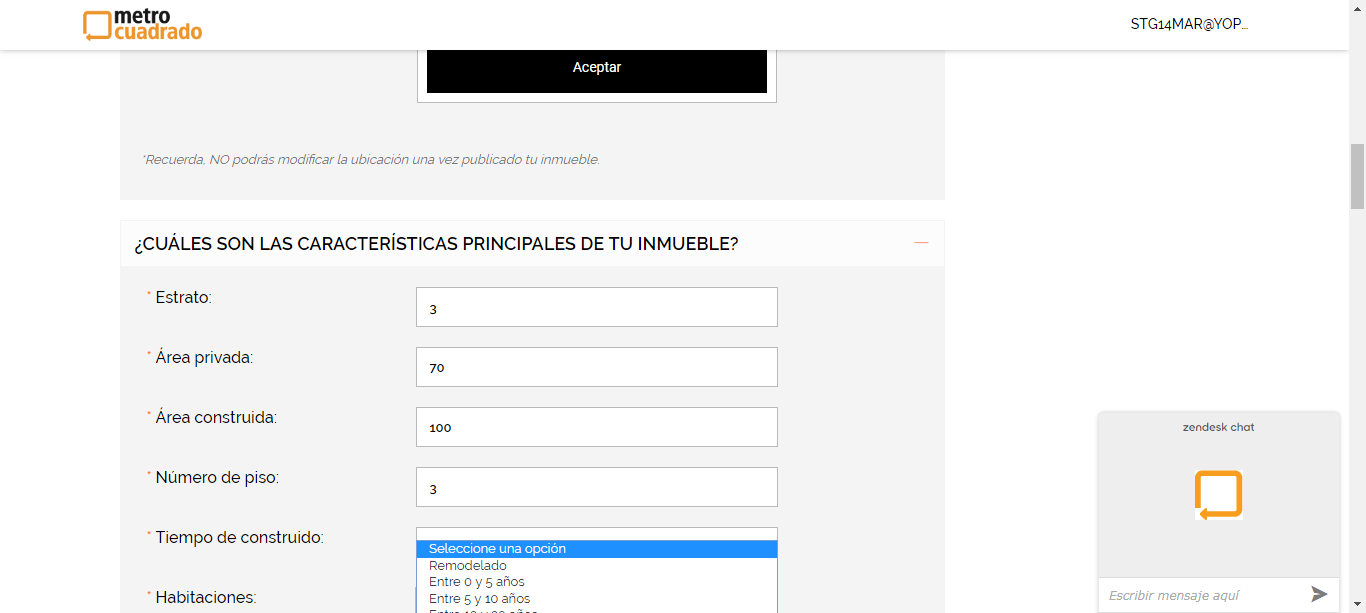 metro
cuadrado
STG14MAR@YOP...
Aceptar
*Recuerda, NO podrás modificar la ubicación una vez publicado tu inmueble.
¿CUÁLES SON LAS CARACTERÍSTICAS PRINCIPALES DE TU INMUEBLE?
* Estrato:
3
* Área privada:
70
* Área construida:
100
* Número de piso:
3
* Tiempo de construido:
Seleccione una opción
Remodelado
Entre 0 y 5 años
* Habitaciones:
Entre 5 y 10 años
zendesk chat
Escribir mensaje aquí